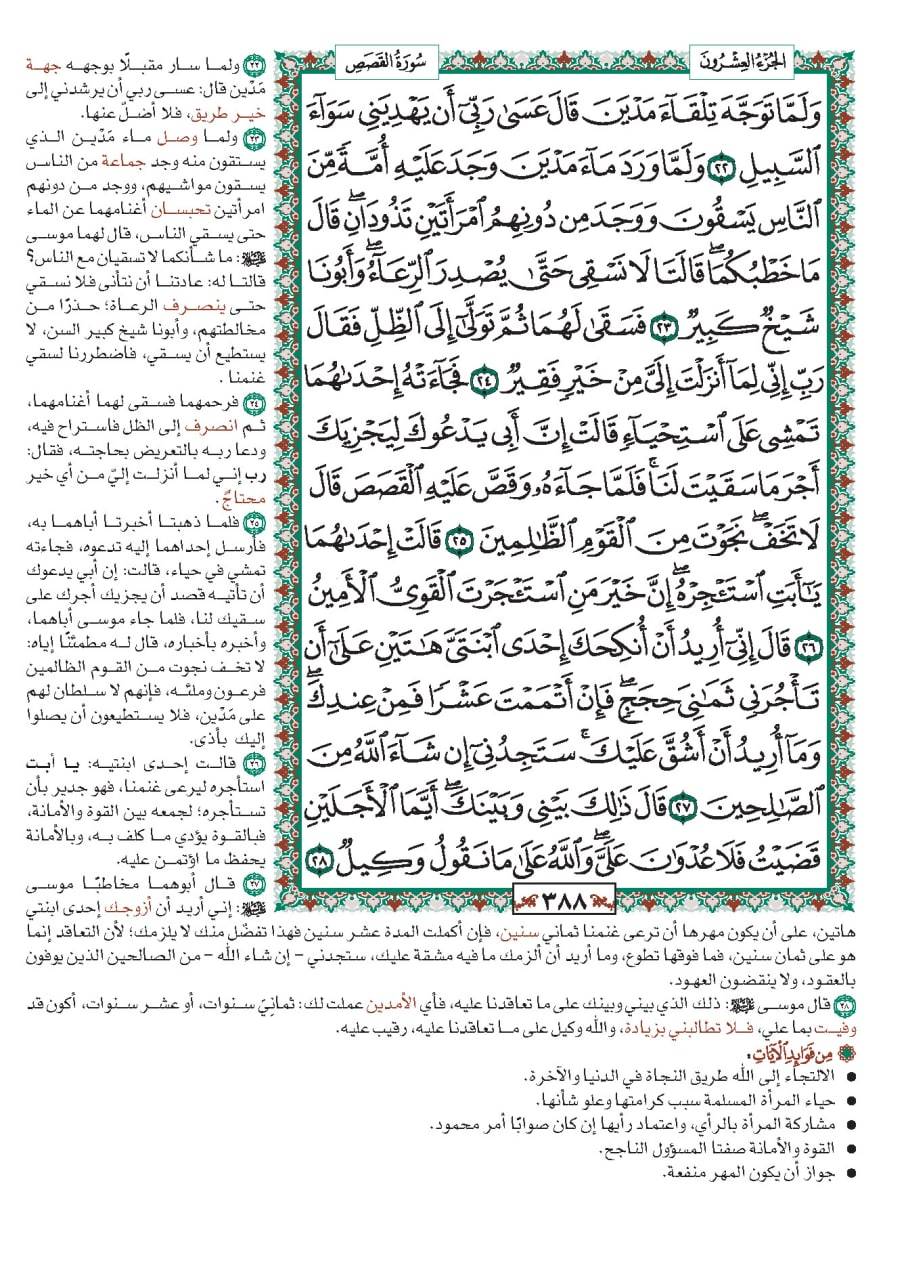 الجزء العشرون
سورة القصص
وَلَمَّا تَوَجَّهَ تِلْقَآءَ مَدْيَنَ قَالَ عَسَىٰ رَبِّىٓ أَن يَهْدِيَنِى سَوَآءَ
ٱلسَّبِيلِ ٢٢ وَلَمَّا وَرَدَ مَآءَ مَدْيَنَ وَجَدَ عَلَيْهِ أُمَّةً مِّنَ
ٱلنَّاسِ يَسْقُونَ وَوَجَدَ مِن دُونِهِمُ ٱمْرَأَتَيْنِ تَذُودَانِ ۖ قَالَ
مَا خَطْبُكُمَا ۖ قَالَتَا لَا نَسْقِى حَتَّىٰ يُصْدِرَ ٱلرِّعَآءُ ۖ وَأَبُونَا
شَيْخٌ كَبِيرٌ ٢٣ فَسَقَىٰ لَهُمَا ثُمَّ تَوَلَّىٰٓ إِلَى ٱلظِّلِّ فَقَالَ
رَبِّ إِنِّى لِمَآ أَنزَلْتَ إِلَىَّ مِنْ خَيْرٍ فَقِيرٌ ٢٤ فَجَآءَتْهُ إِحْدَىٰهُمَا
تَمْشِى عَلَى ٱسْتِحْيَآءٍ قَالَتْ إِنَّ أَبِى يَدْعُوكَ لِيَجْزِيَكَ
أَجْرَ مَا سَقَيْتَ لَنَا ۚ فَلَمَّا جَآءَهُۥ وَقَصَّ عَلَيْهِ ٱلْقَصَصَ قَالَ
لَا تَخَفْ ۖ نَجَوْتَ مِنَ ٱلْقَوْمِ ٱلظَّٰلِمِينَ ٢٥ قَالَتْ إِحْدَىٰهُمَا
يَٰٓأَبَتِ ٱسْتَـْٔجِرْهُ ۖ إِنَّ خَيْرَ مَنِ ٱسْتَـْٔجَرْتَ ٱلْقَوِىُّ ٱلْأَمِينُ
٢٦ قَالَ إِنِّىٓ أُرِيدُ أَنْ أُنكِحَكَ إِحْدَى ٱبْنَتَىَّ هَٰتَيْنِ عَلَىٰٓ أَن
تَأْجُرَنِى ثَمَٰنِىَ حِجَجٍ ۖ فَإِنْ أَتْمَمْتَ عَشْرًا فَمِنْ عِندِكَ ۖ
وَمَآ أُرِيدُ أَنْ أَشُقَّ عَلَيْكَ ۚ سَتَجِدُنِىٓ إِن شَآءَ ٱللَّهُ مِنَ
ٱلصَّٰلِحِينَ ٢٧ قَالَ ذَٰلِكَ بَيْنِى وَبَيْنَكَ ۖ أَيَّمَا ٱلْأَجَلَيْنِ
قَضَيْتُ فَلَا عُدْوَٰنَ عَلَىَّ ۖ وَٱللَّهُ عَلَىٰ مَا نَقُولُ وَكِيلٌ ٢٨
٣٨٨
٢٢ ولما سار مقبلًا بوجهه جهة
مَدْين قال: عسى ربي أن يرشدني إلى
خير طريق، فلا أضلّ عنها.
٢٣ ولما وصل ماء مَدْين الذي
يستقون منه وجد جماعة من الناس
يسقون مواشيهم، ووجد من دونهم
امرأتين تحبسان أغنامهما عن الماء
حتى يسقي الناس، قال لهما موسى
ﷺ: ما شأنكما لا تسقيان مع الناس؟
قالتا له: عادتنا أن نتأنى فلا نسقي
حتى ينصرف الرعاة؛ حذرًا من
مخالطتهم، وأبونا شيخ كبير السن، لا
يستطيع أن يسقي، فاضطررنا لسقي
غنمنا .
٢٤ فرحمهما فسقى لهما أغنامهما،
ثم انصرف إلى الظل فاستراح فيه،
ودعا ربه بالتعريض بحاجته، فقال:
رب إني لما أنزلت إليّ من أي خير
محتاجٌ .
٢٥ فلما ذهبتا أخبرتا أباهما به،
فأرسل إحداهما إليه تدعوه، فجاءته
تمشي في حياء، قالت: إن أبي يدعوك
أن تأتيه قصد أن يجزيك أجرك على
سقيك لنا، فلما جاء موسى أباهما،
وأخبره بأخباره، قال له مطمئنًا إياه:
لا تخف نجوت من القوم الظالمين
فرعون وملئه، فإنهم لا سلطان لهم
على مَدْين، فلا يستطيعون أن يصلوا
إليك بأذى.
٢٦ قالت إحدى ابنتيه: يا أبت
استأجره ليرعى غنمنا، فهو جدير بأن
تستأجره؛ لجمعه بين القوة والأمانة،
فبالقوة يؤدي ما كلف به، وبالأمانة
يحفظ ما اؤتمن عليه.
٢٧ قال أبوهما مخاطبًا موسى
ﷺ: إني أريد أن أزوجك إحدى ابنتي
هاتين، على أن يكون مهرها أن ترعى غنمنا ثماني سنين، فإن أكملت المدة عشر سنين فهذا تفضّل منك لا يلزمك؛ لأن التعاقد إنما
هو على ثمان سنين، فما فوقها تطوع، وما أريد أن ألزمك ما فيه مشقة عليك، ستجدني – إن شاء الله – من الصالحين الذين يوفون
بالعقود، ولا ينقضون العهود.
٢٨ قال موسى ﷺ: ذلك الذي بيني وبينك على ما تعاقدنا عليه، فأي الأمدين عملت لك: ثمانيّ سنوات، أو عشر سنوات، أكون قد
وفيت بما علي، فلا تطالبني بزيادة، والله وكيل على ما تعاقدنا عليه، رقيب عليه.
من فوائد الآيات:
• الالتجاء إلى الله طريق النجاة في الدنيا والآخرة.
• حياء المرأة المسلمة سبب كرامتها وعلو شأنها.
• مشاركة المرأة بالرأي، واعتماد رأيها إن كان صوابًا أمر محمود.
• القوة والأمانة صفتا المسؤول الناجح.
• جواز أن يكون المهر منفعة.